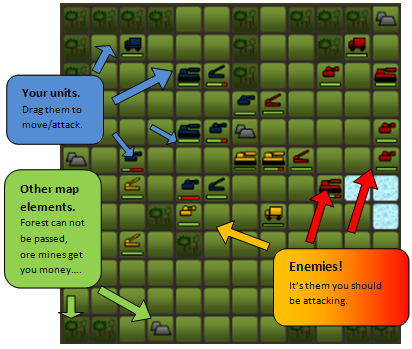 Your units.
Drag them to
move/attack.
Other map
elements.
Forest can not
be passed,
ore mines get
you money....
Enemies!
It's them you should
be attacking.